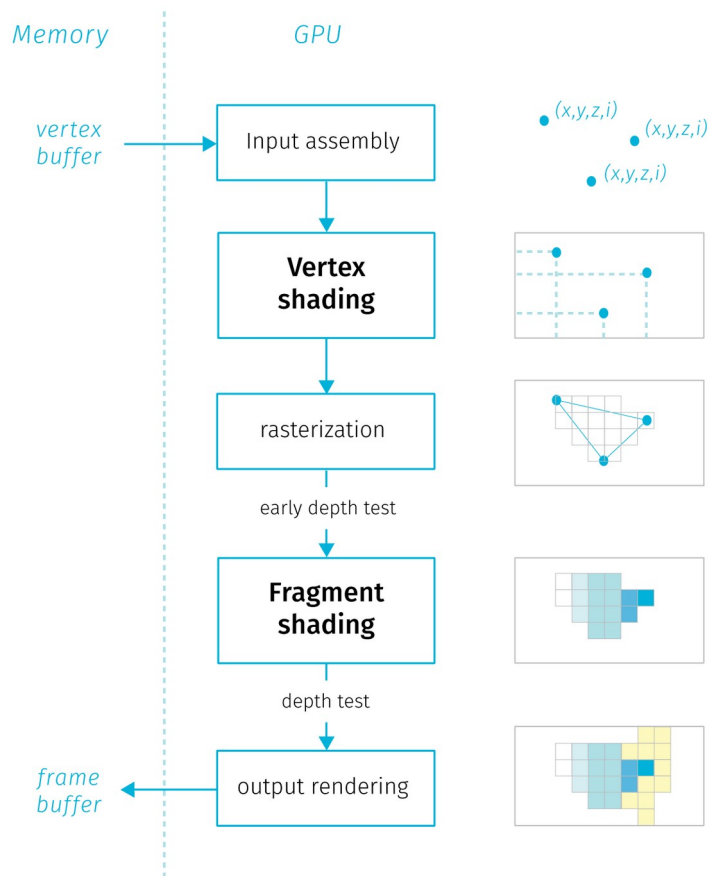 Memory
GPU
vertex
buffer
Input assembly
(x,y,z,i)
(x,y,z,i)
(x,y,z,i)
Vertex
shading
rasterization
early depth test
Fragment
shading
depth test
frame
buffer
output rendering